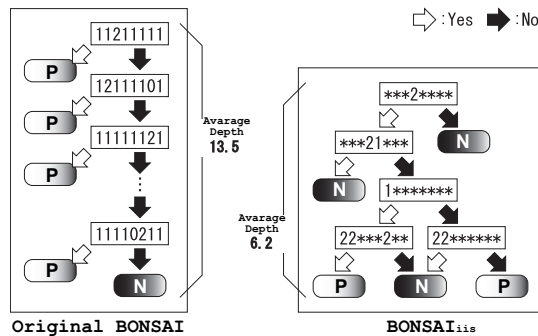 :Yes :No
11211111
P
12111101
P
11111121
P
11110211
P
N
Avarage
Depth
13.5
Original BONSAI
***2****
***21***
N
N
1*******
22***2**
22******
P
N
P
Avarage
Depth
6.2
BONSAIiis